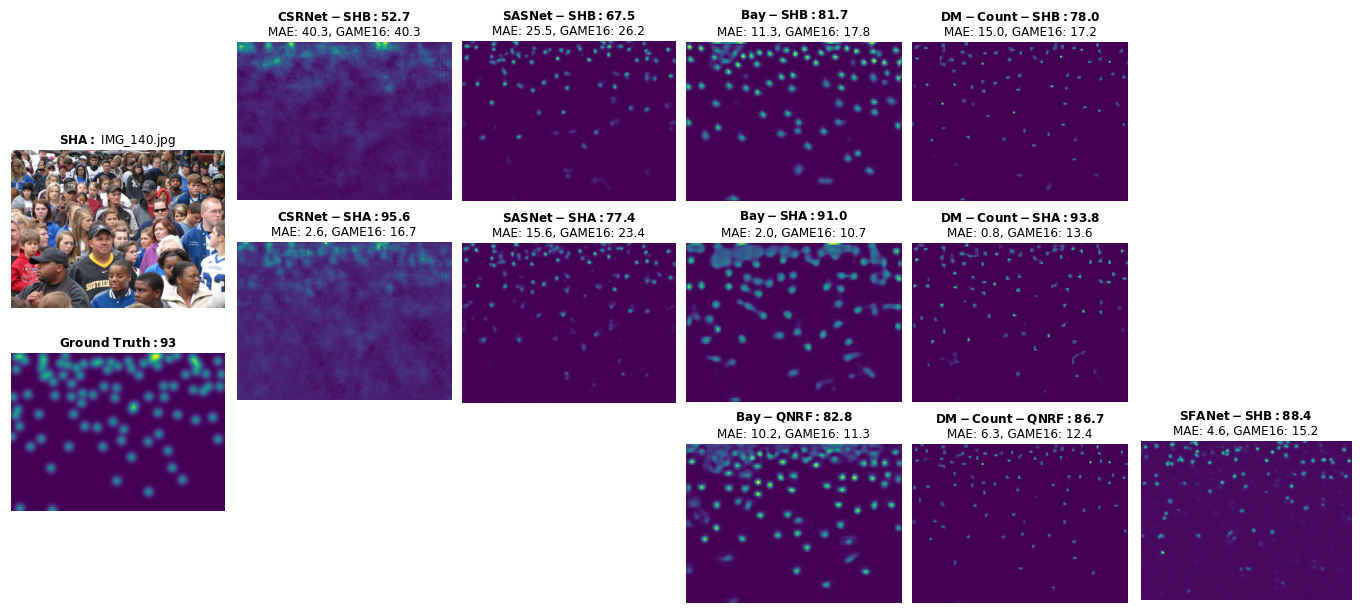 CSRNet-SHB: 52.7
MAE: 40.3, GAME16: 40.3
SASNet-SHB: 67.5
MAE: 25.5, GAME16: 26.2
Bay-SHB: 81.7
MAE: 11.3, GAME16: 17.8
DM-Count-SHB: 78.0
MAE: 15.0, GAME16: 17.2
SHA: IMG_140.jpg
SOUTHER
CSRNet-SHA: 95.6
MAE: 2.6, GAME16: 16.7
SASNet-SHA: 77.4
MAE: 15.6, GAME16: 23.4
Bay-SHA: 91.0
MAE: 2.0, GAME16: 10.7
DM-Count-SHA: 93.8
MAE: 0.8, GAME16: 13.6
Ground Truth: 93
Bay-QNRF: 82.8
MAE: 10.2, GAME16: 11.3
DM-Count-QNRF: 86.7
MAE: 6.3, GAME16: 12.4
SFANet-SHB: 88.4
MAE: 4.6, GAME16: 15.2